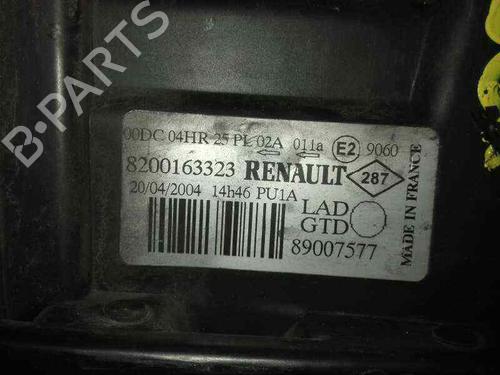 00DC 04HR 25 PL 02A 011a E2 9060
8200163323 RENAULT 287
20/04/2004 14h46 PU1A
LAD
GTD
89007577
MADE IN FRANCE
B-PARTS